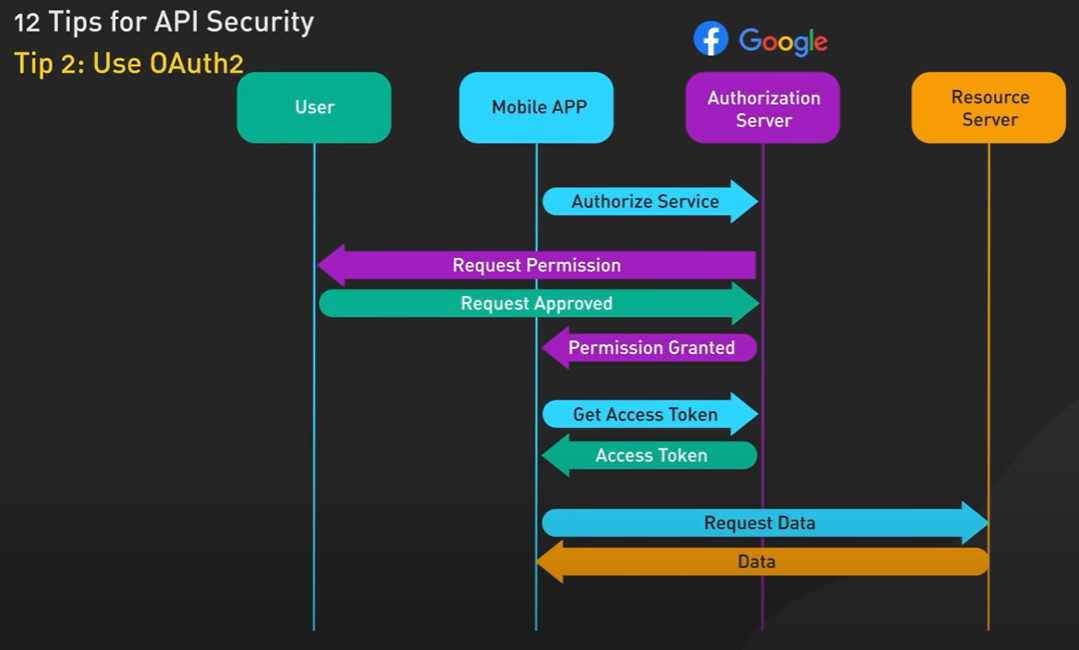 12 Tips for API Security
Tip 2: Use OAuth2
Google
User
Mobile APP
Authorization
Server
Resource
Server
Authorize Service
Request Permission
Request Approved
Permission Granted
Get Access Token
Access Token
Request Data
Data